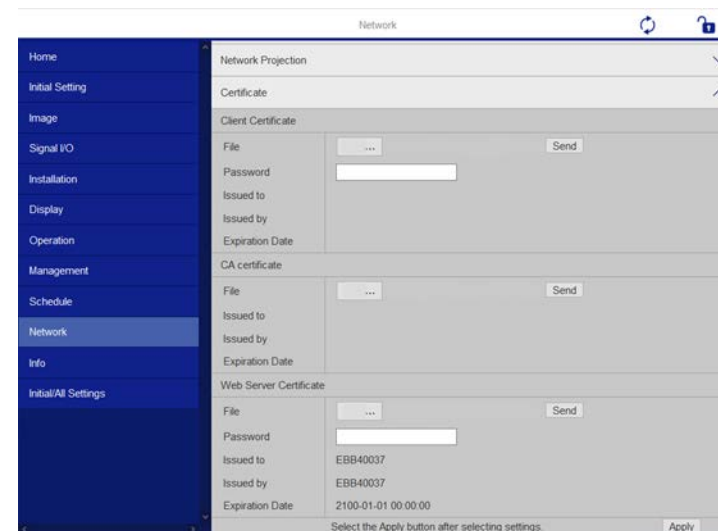 Network
Home
Initial Setting
Image
Signal I/O
Installation
Display
Operation
Management
Schedule
Network
Info
Initial/All Settings
Network Projection
Certificate
Client Certificate
File ... Send
Password
Issued to
Issued by
Expiration Date
CA certificate
File ... Send
Issued to
Issued by
Expiration Date
Web Server Certificate
File ... Send
Password
Issued to EBB40037
Issued by EBB40037
Expiration Date 2100-01-01 00:00:00
Select the Apply button after selecting settings. Apply